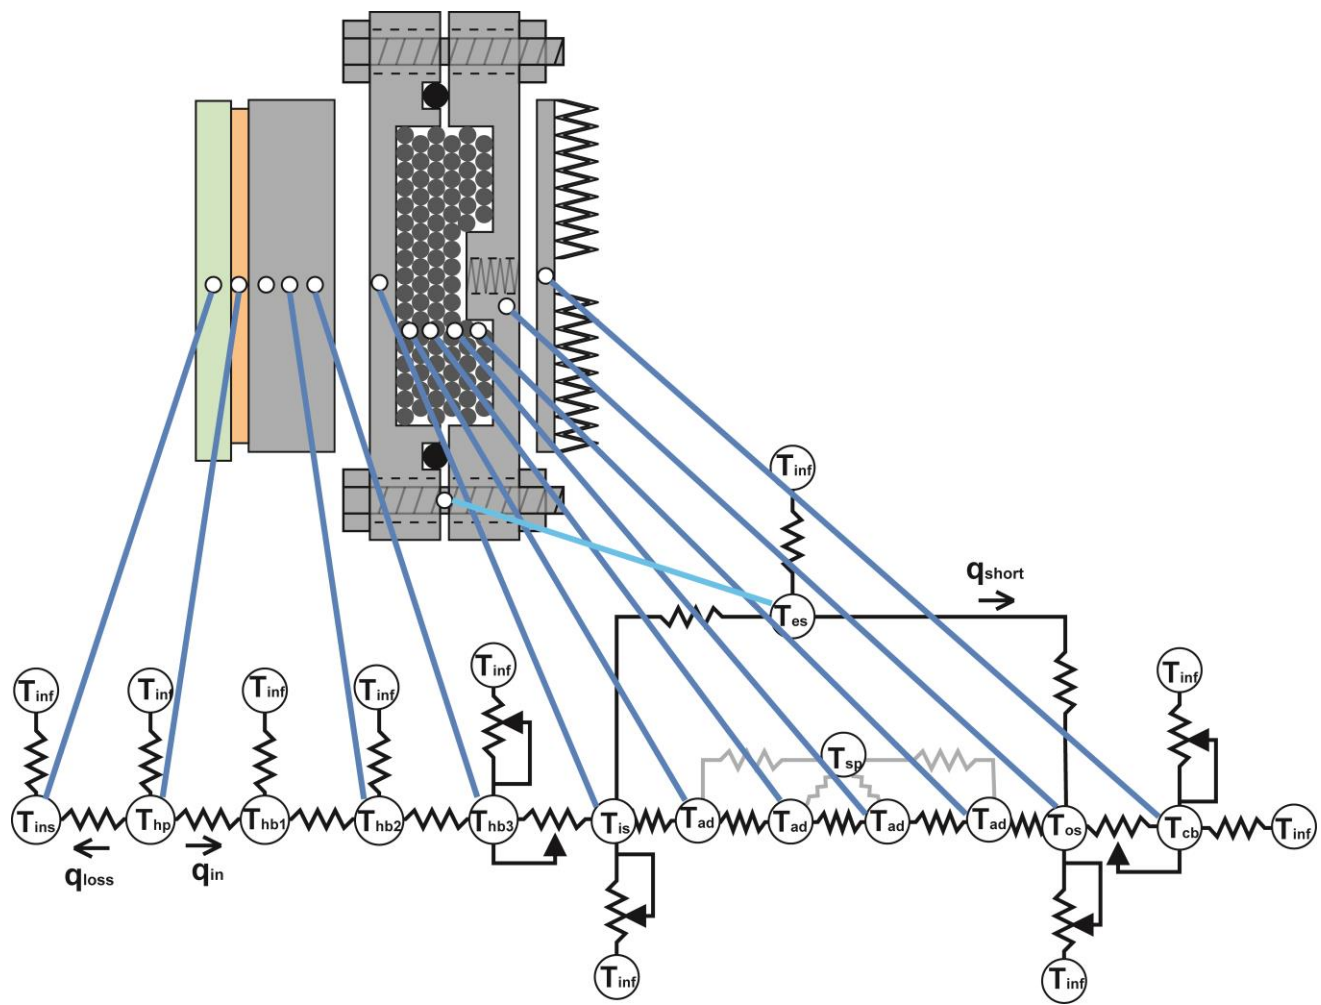 Tinf
Tes
qshort
Tinf
Tinf
Tinf
Tinf
Tinf
Tinf
Tsp
Tins
Thp
Thb1
Thb2
Thb3
Tis
Tad
Tad
Tad
Tad
Tos
Tcb
Tinf
qloss
qin
Tinf
Tinf